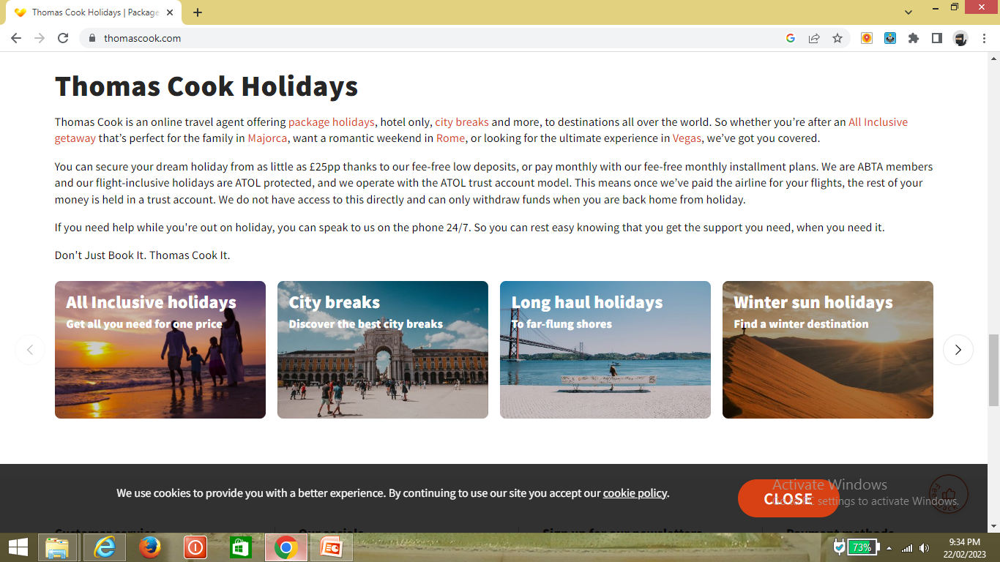 Thomas Cook Holidays | Package
thomascook.com
Thomas Cook Holidays
Thomas Cook is an online travel agent offering package holidays, hotel only, city breaks and more, to destinations all over the world. So whether you’re after an All Inclusive
getaway that’s perfect for the family in Majorca, want a romantic weekend in Rome, or looking for the ultimate experience in Vegas, we’ve got you covered.
You can secure your dream holiday from as little as £25pp thanks to our fee-free low deposits, or pay monthly with our fee-free monthly installment plans. We are ABTA members
and our flight-inclusive holidays are ATOL protected, and we operate with the ATOL trust account model. This means once we’ve paid the airline for your flights, the rest of your
money is held in a trust account. We do not have access to this directly and can only withdraw funds when you are back home from holiday.
If you need help while you're out on holiday, you can speak to us on the phone 24/7. So you can rest easy knowing that you get the support you need, when you need it.
Don't Just Book It. Thomas Cook It.
All Inclusive holidays
Get all you need for one price
City breaks
Discover the best city breaks
Long haul holidays
To far-flung shores
Winter sun holidays
Find a winter destination
We use cookies to provide you with a better experience. By continuing to use our site you accept our cookie policy.
CLOSE
Activate Windows
settings to activate Windows.
Feedback
Customer service
Our socials
Sign up for our newsletters
Payment methods
73%
9:34 PM
22/02/2023